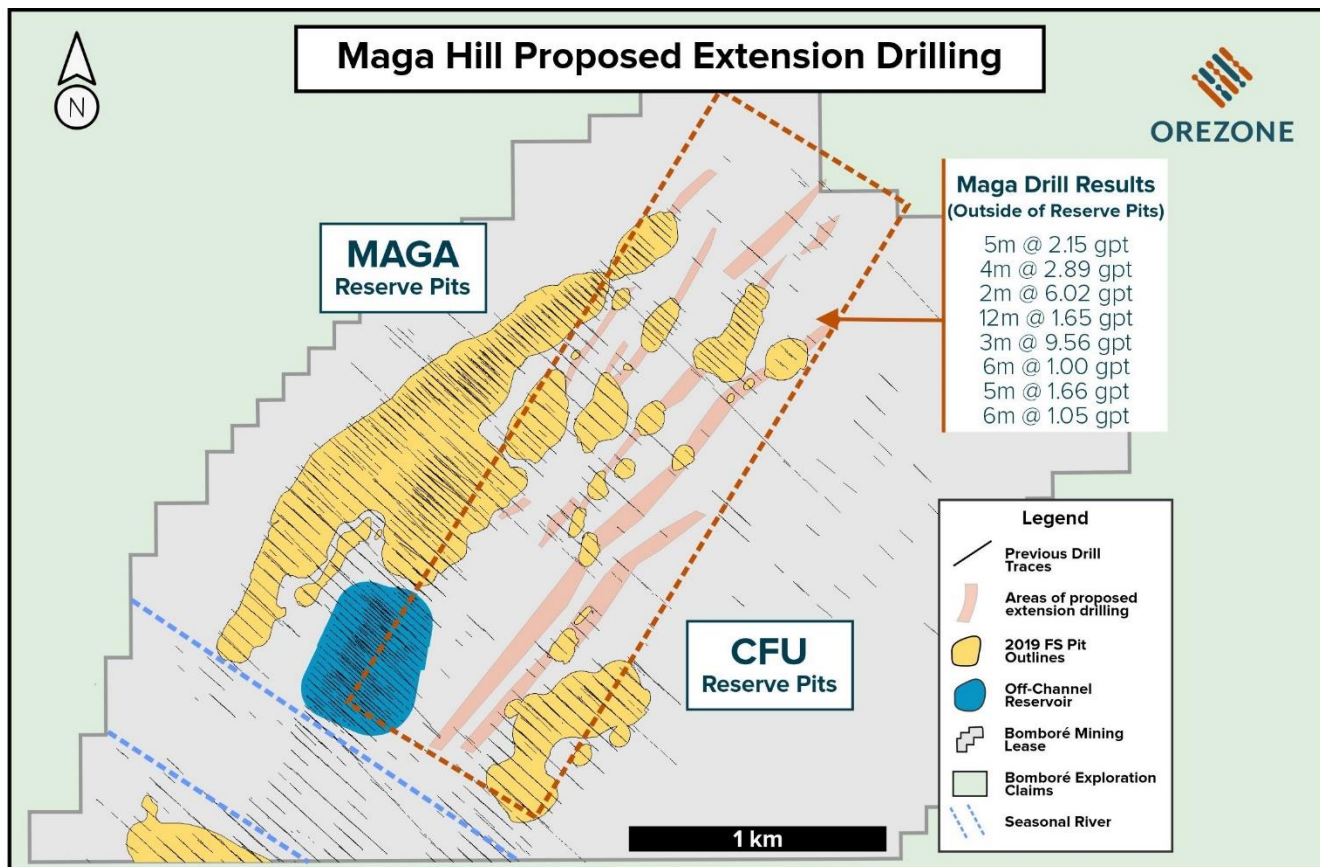 Maga Hill Proposed Extension Drilling
N
OREZONE
MAGA
Reserve Pits
Maga Drill Results
(Outside of Reserve Pits)
5m @ 2.15 gpt
4m @ 2.89 gpt
2m @ 6.02 gpt
12m @ 1.65 gpt
3m @ 9.56 gpt
6m @ 1.00 gpt
5m @ 1.66 gpt
6m @ 1.05 gpt
CFU
Reserve Pits
Legend
Previous Drill
Traces
Areas of proposed
extension drilling
2019 FS Pit
Outlines
Off-Channel
Reservoir
Bomboré Mining
Lease
Bomboré Exploration
Claims
Seasonal River
1 km